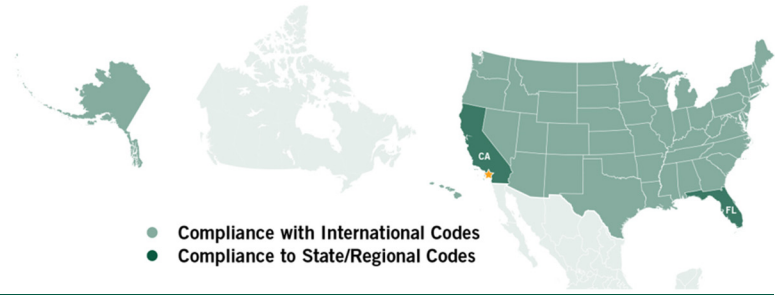 CA
FL
Compliance with International Codes
Compliance to State/Regional Codes